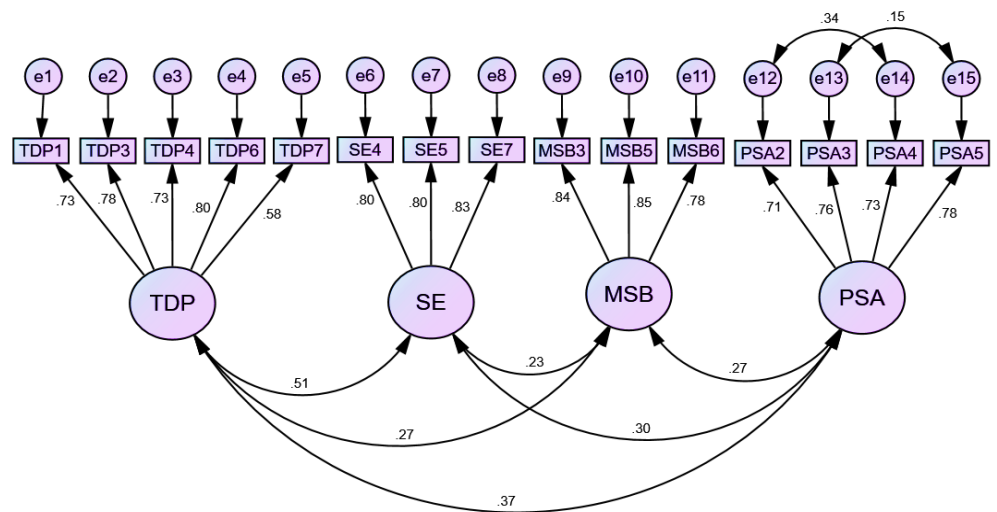 .34 .15
e1 e2 e3 e4 e5 e6 e7 e8 e9 e10 e11 e12 e13 e14 e15
TDP1 TDP3 TDP4 TDP6 TDP7 SE4 SE5 SE7 MSB3 MSB5 MSB6 PSA2 PSA3 PSA4 PSA5
.73 .78 .73 .80 .58 .80 .80 .83 .84 .85 .78 .71 .76 .73 .78
TDP SE MSB PSA
.51 .23 .27
.27 .30
.37